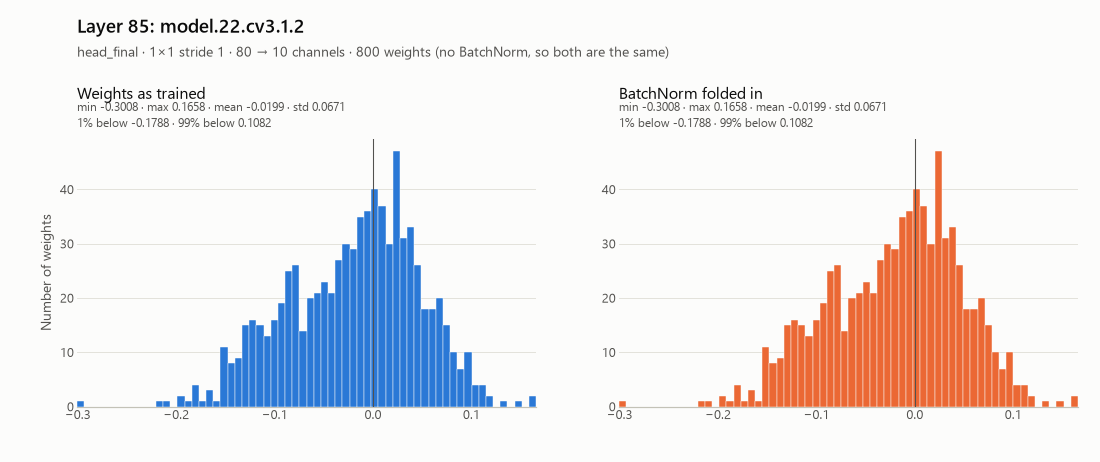 Layer 85: model.22.cv3.1.2
head_final · 1×1 stride 1 · 80 → 10 channels · 800 weights (no BatchNorm, so both are the same)
Weights as trained
min -0.3008 · max 0.1658 · mean -0.0199 · std 0.0671
1% below -0.1788 · 99% below 0.1082
Number of weights
40
30
20
10
0
−0.3 −0.2 −0.1 0.0 0.1
BatchNorm folded in
min -0.3008 · max 0.1658 · mean -0.0199 · std 0.0671
1% below -0.1788 · 99% below 0.1082
40
30
20
10
0
−0.3 −0.2 −0.1 0.0 0.1